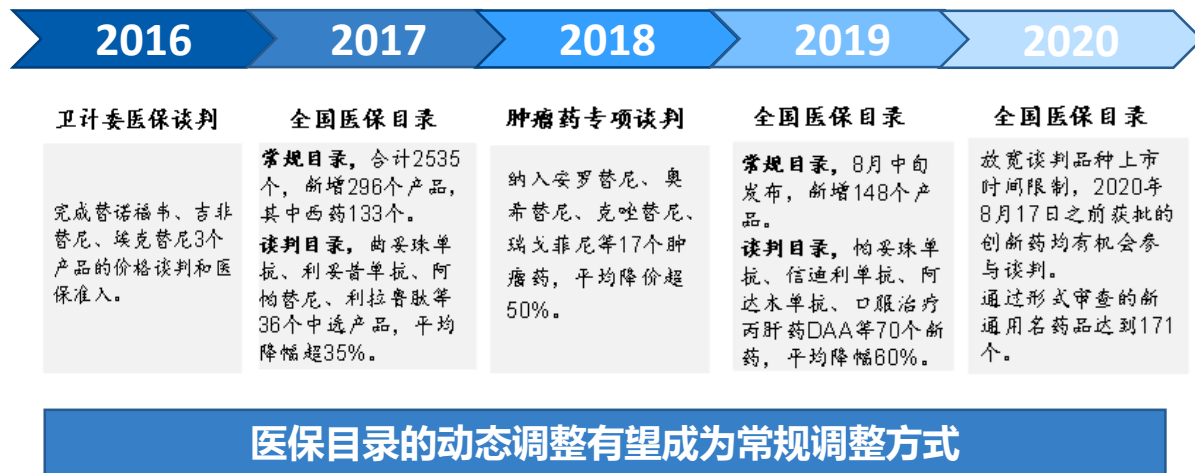 2016
2017
2018
2019
2020
卫计委医保谈判
完成替诺福韦、吉非
替尼、埃克替尼3个
产品的价格谈判和医
保准入。
全国医保目录
常规目录，合计2535
个，新增296个产品，
其中西药133个。
谈判目录，曲妥珠单
抗、利妥昔单抗、阿
帕替尼、利拉鲁肽等
36个中选产品，平均
降幅超35%。
肿瘤药专项谈判
纳入安罗替尼、奥
希替尼、克唑替尼、
瑞戈菲尼等17个肿
瘤药，平均降价超
50%。
全国医保目录
常规目录，8月中旬
发布，新增148个产
品。
谈判目录，帕妥珠单
抗、信迪利单抗、阿
达木单抗、口服治疗
丙肝药DAA等70个新
药，平均降幅60%。
全国医保目录
放宽谈判品种上市
时间限制，2020年
8月17日之前获批的
创新药均有机会参
与谈判。
通过形式审查的新
通用名药品达到171
个。
医保目录的动态调整有望成为常规调整方式